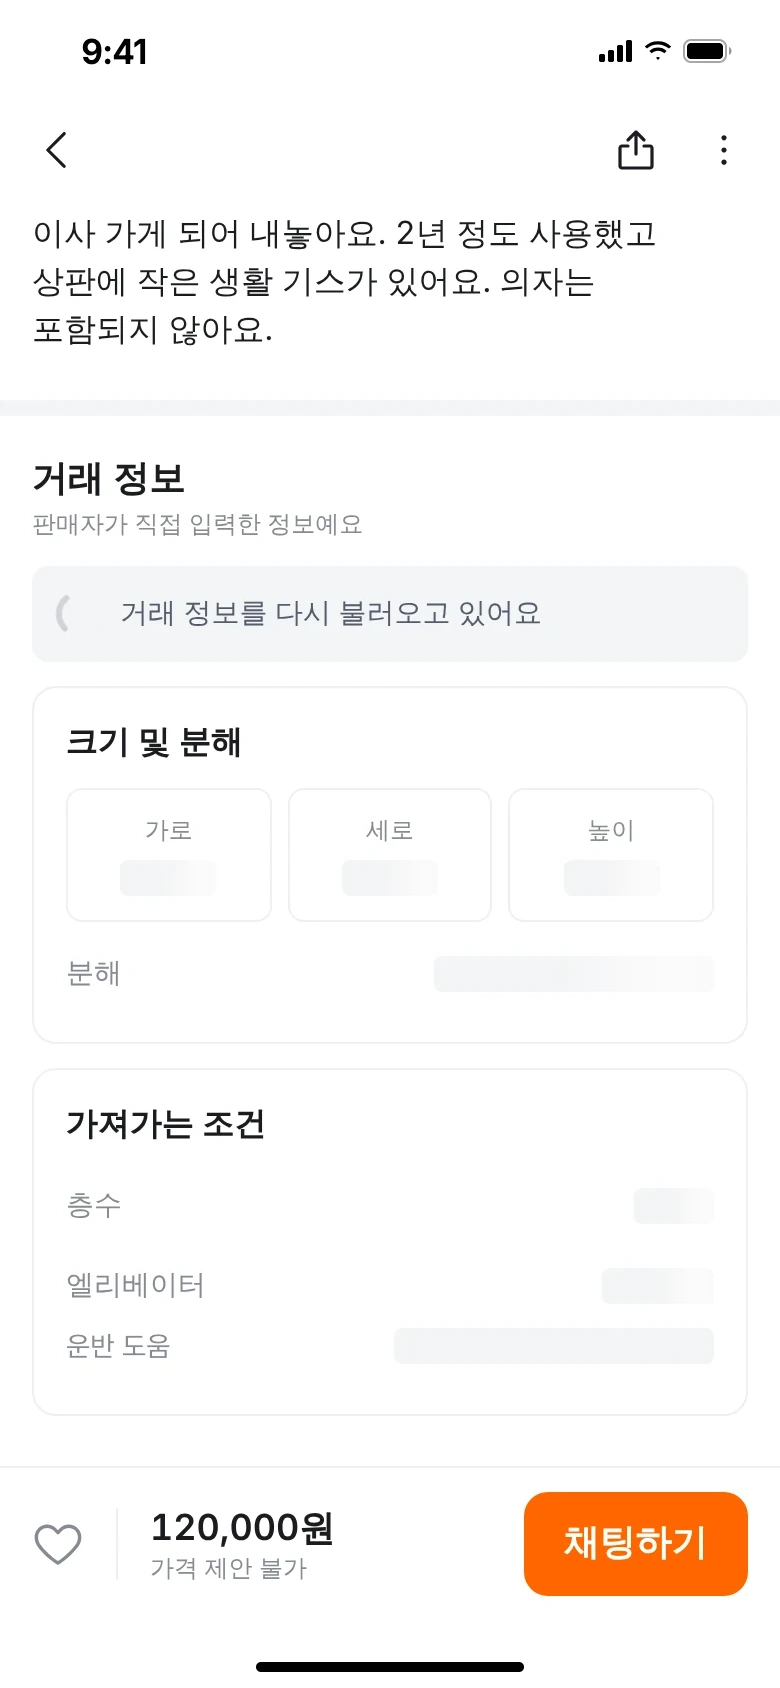 9:41
이사 가게 되어 내놓아요. 2년 정도 사용했고
상판에 작은 생활 기스가 있어요. 의자는
포함되지 않아요.
거래 정보
판매자가 직접 입력한 정보예요
거래 정보를 다시 불러오고 있어요
크기 및 분해
가로
세로
높이
분해
가져가는 조건
층수
엘리베이터
운반 도움
120,000원
가격 제안 불가
채팅하기